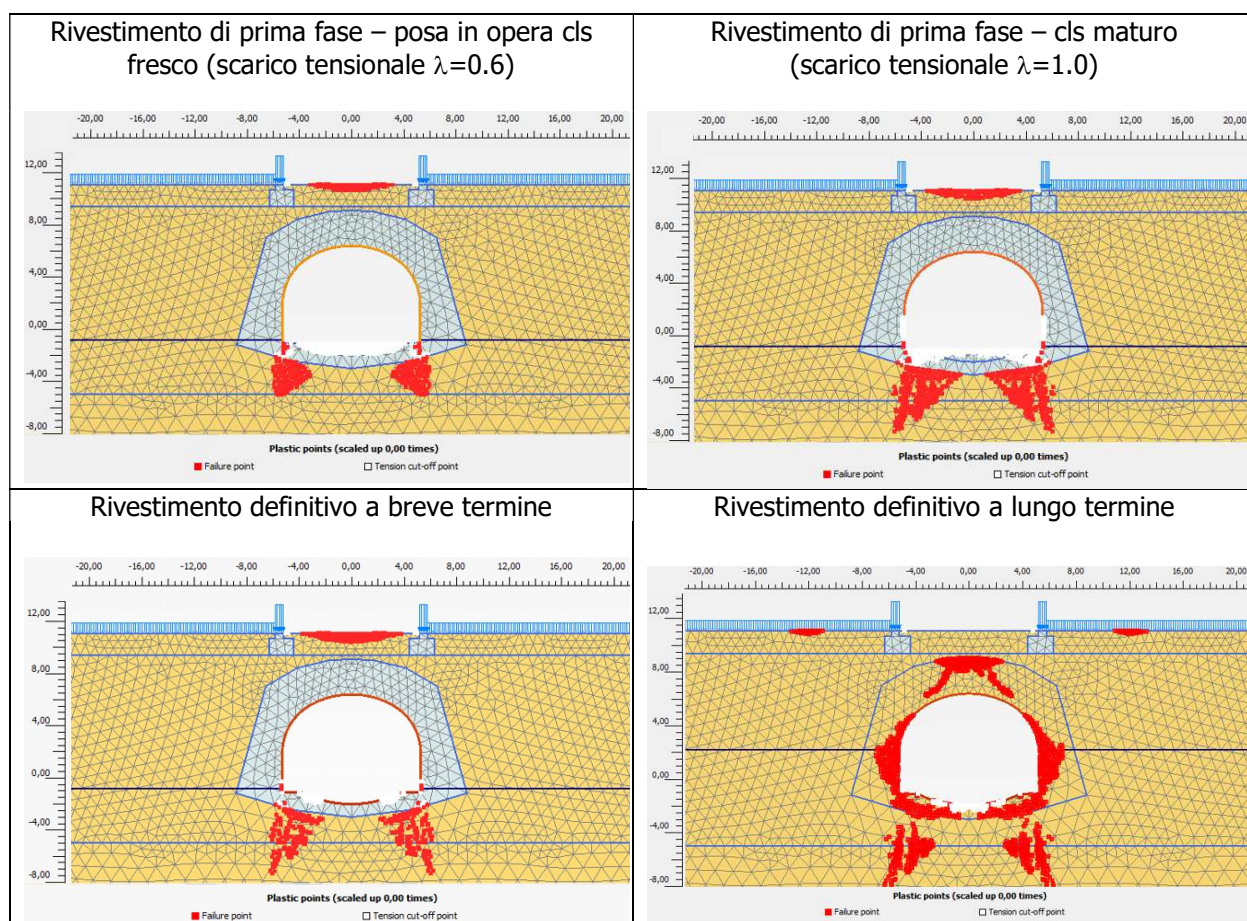 Rivestimento di prima fase – posa in opera cls
fresco (scarico tensionale λ=0.6)
Rivestimento di prima fase – cls maturo
(scarico tensionale λ=1.0)
-20,00 -16,00 -12,00 -8,00 -4,00 0,00 4,00 8,00 12,00 16,00 20,00
12,00
8,00
4,00
0,00
-4,00
-8,00
Plastic points (scaled up 0,00 times)
Failure point Tension cut-off point
-20,00 -16,00 -12,00 -8,00 -4,00 0,00 4,00 8,00 12,00 16,00 20,00
12,00
8,00
4,00
0,00
-4,00
-8,00
Plastic points (scaled up 0,00 times)
Failure point Tension cut-off point
Rivestimento definitivo a breve termine
Rivestimento definitivo a lungo termine
-20,00 -16,00 -12,00 -8,00 -4,00 0,00 4,00 8,00 12,00 16,00 20,00
12,00
8,00
4,00
0,00
-4,00
-8,00
Plastic points (scaled up 0,00 times)
Failure point Tension cut-off point
-20,00 -16,00 -12,00 -8,00 -4,00 0,00 4,00 8,00 12,00 16,00 20,00
12,00
8,00
4,00
0,00
-4,00
-8,00
Plastic points (scaled up 0,00 times)
Failure point Tension cut-off point